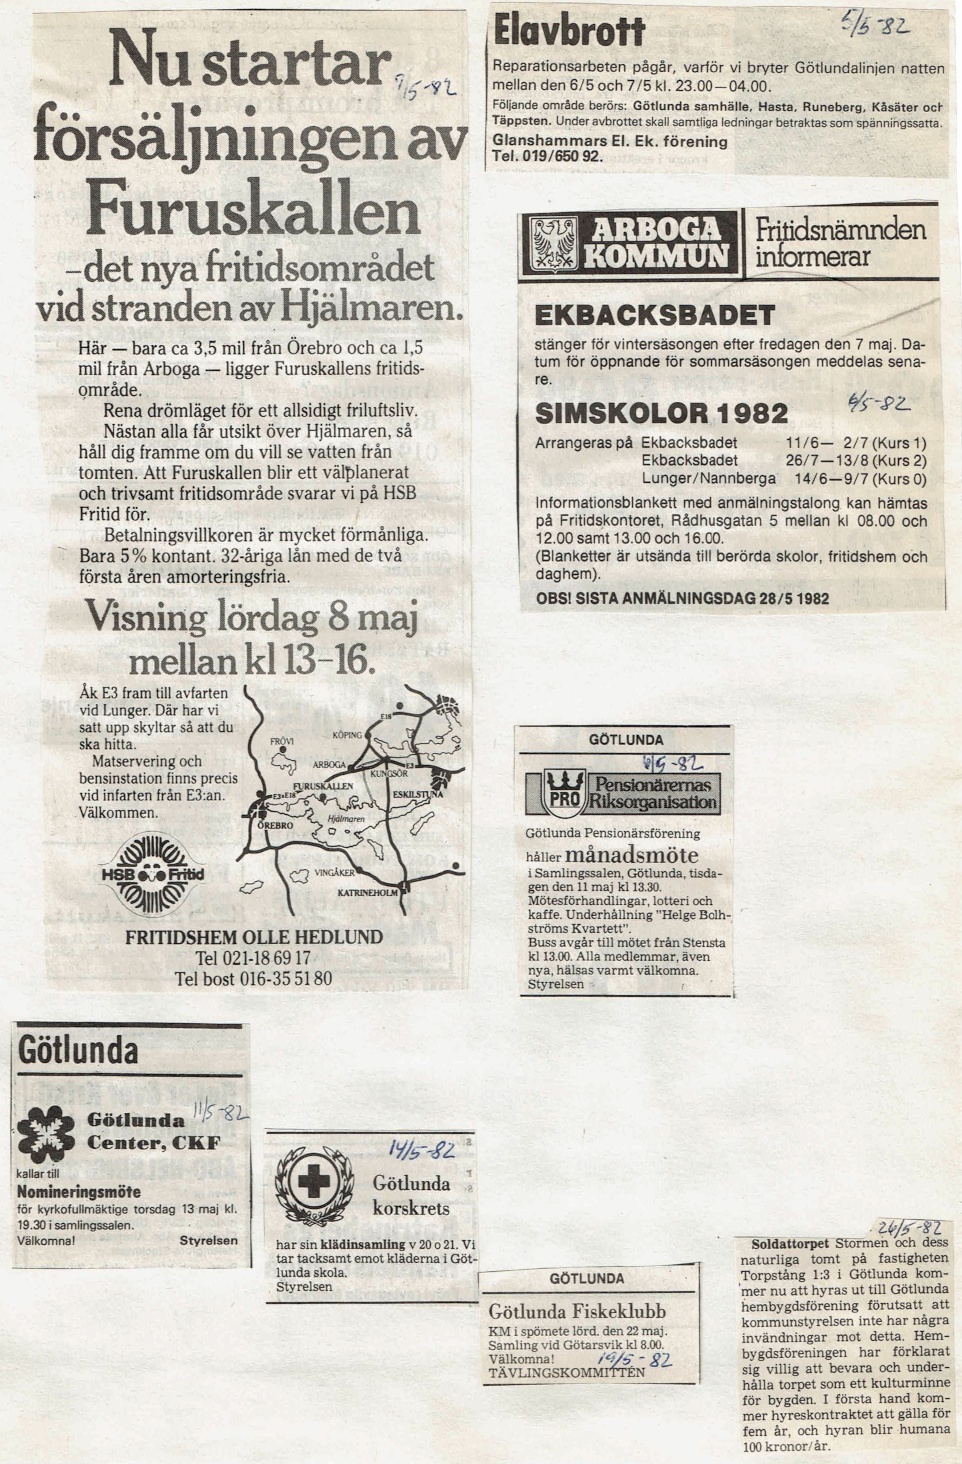 Nu startar
7/5-82
försäljningen av
Furuskallen
–det nya fritidsområdet
vid stranden av Hjälmaren.
Här — bara ca 3,5 mil från Örebro och ca 1,5
mil från Arboga — ligger Furuskallens fritids-
område.
Rena drömläget för ett allsidigt friluftsliv.
Nästan alla får utsikt över Hjälmaren, så
håll dig framme om du vill se vatten från
tomten. Att Furuskallen blir ett välplanerat
och trivsamt fritidsområde svarar vi på HSB
Fritid för.
Betalningsvillkoren är mycket förmånliga.
Bara 5% kontant. 32-åriga lån med de två
första åren amorteringsfria.
Visning lördag 8 maj
mellan kl 13–16.
Åk E3 fram till avfarten
vid Lunger. Där har vi
satt upp skyltar så att du
ska hitta.
Matservering och
bensinstation finns precis
vid infarten från E3:an.
Välkommen.
E18
KÖPING
FRÖVI
ARBOGA
E3
KUNGSÖR
FURUSKALLEN
ESKILSTUNA
E3+E18
Hjälmaren
ÖREBRO
VINGÅKER
KATRINEHOLM
HSB Fritid
FRITIDSHEM OLLE HEDLUND
Tel 021-18 69 17
Tel bost 016-35 51 80
Elavbrott
5/5-82
Reparationsarbeten pågår, varför vi bryter Götlundalinjen natten
mellan den 6/5 och 7/5 kl. 23.00—04.00.
Följande område berörs: Götlunda samhälle, Hasta, Runeberg, Kåsäter och
Täppsten. Under avbrottet skall samtliga ledningar betraktas som spänningssatta.
Glanshammars El. Ek. förening
Tel. 019/650 92.
ARBOGA
KOMMUN
Fritidsnämnden
informerar
EKBACKSBADET
stänger för vintersäsongen efter fredagen den 7 maj. Da-
tum för öppnande för sommarsäsongen meddelas sena-
re.
6/5-82
SIMSKOLOR 1982
Arrangeras på Ekbacksbadet 11/6— 2/7 (Kurs 1)
Ekbacksbadet 26/7—13/8 (Kurs 2)
Lunger/Nannberga 14/6—9/7 (Kurs 0)
Informationsblankett med anmälningstalong kan hämtas
på Fritidskontoret, Rådhusgatan 5 mellan kl 08.00 och
12.00 samt 13.00 och 16.00.
(Blanketter är utsända till berörda skolor, fritidshem och
daghem).
OBS! SISTA ANMÄLNINGSDAG 28/5 1982
GÖTLUNDA
6/5-82
PRO
Pensionärernas
Riksorganisation
Götlunda Pensionärsförening
håller månadsmöte
i Samlingssalen, Götlunda, tisda-
gen den 11 maj kl 13.30.
Mötesförhandlingar, lotteri och
kaffe. Underhållning "Helge Bolh-
ströms Kvartett".
Buss avgår till mötet från Stensta
kl 13.00. Alla medlemmar, även
nya, hälsas varmt välkomna.
Styrelsen
Götlunda
11/5-82
Götlunda
Center, CKF
kallar till
Nomineringsmöte
för kyrkofullmäktige torsdag 13 maj kl.
19.30 i samlingssalen.
Välkomna! Styrelsen
14/5-82
Götlunda
korskrets
har sin klädinsamling v 20 o 21. Vi
tar tacksamt emot kläderna i Göt-
lunda skola.
Styrelsen
GÖTLUNDA
Götlunda Fiskeklubb
KM i spömete lörd. den 22 maj.
Samling vid Götarsvik kl 8.00.
Välkomna! 19/5-82
TÄVLINGSKOMMITTÉN
26/5-82
Soldattorpet Stormen och dess
naturliga tomt på fastigheten
Torpstång 1:3 i Götlunda kom-
mer nu att hyras ut till Götlunda
hembygdsförening förutsatt att
kommunstyrelsen inte har några
invändningar mot detta. Hem-
bygdsföreningen har förklarat
sig villig att bevara och under-
hålla torpet som ett kulturminne
för bygden. I första hand kom-
mer hyreskontraktet att gälla för
fem år, och hyran blir humana
100 kronor/år.